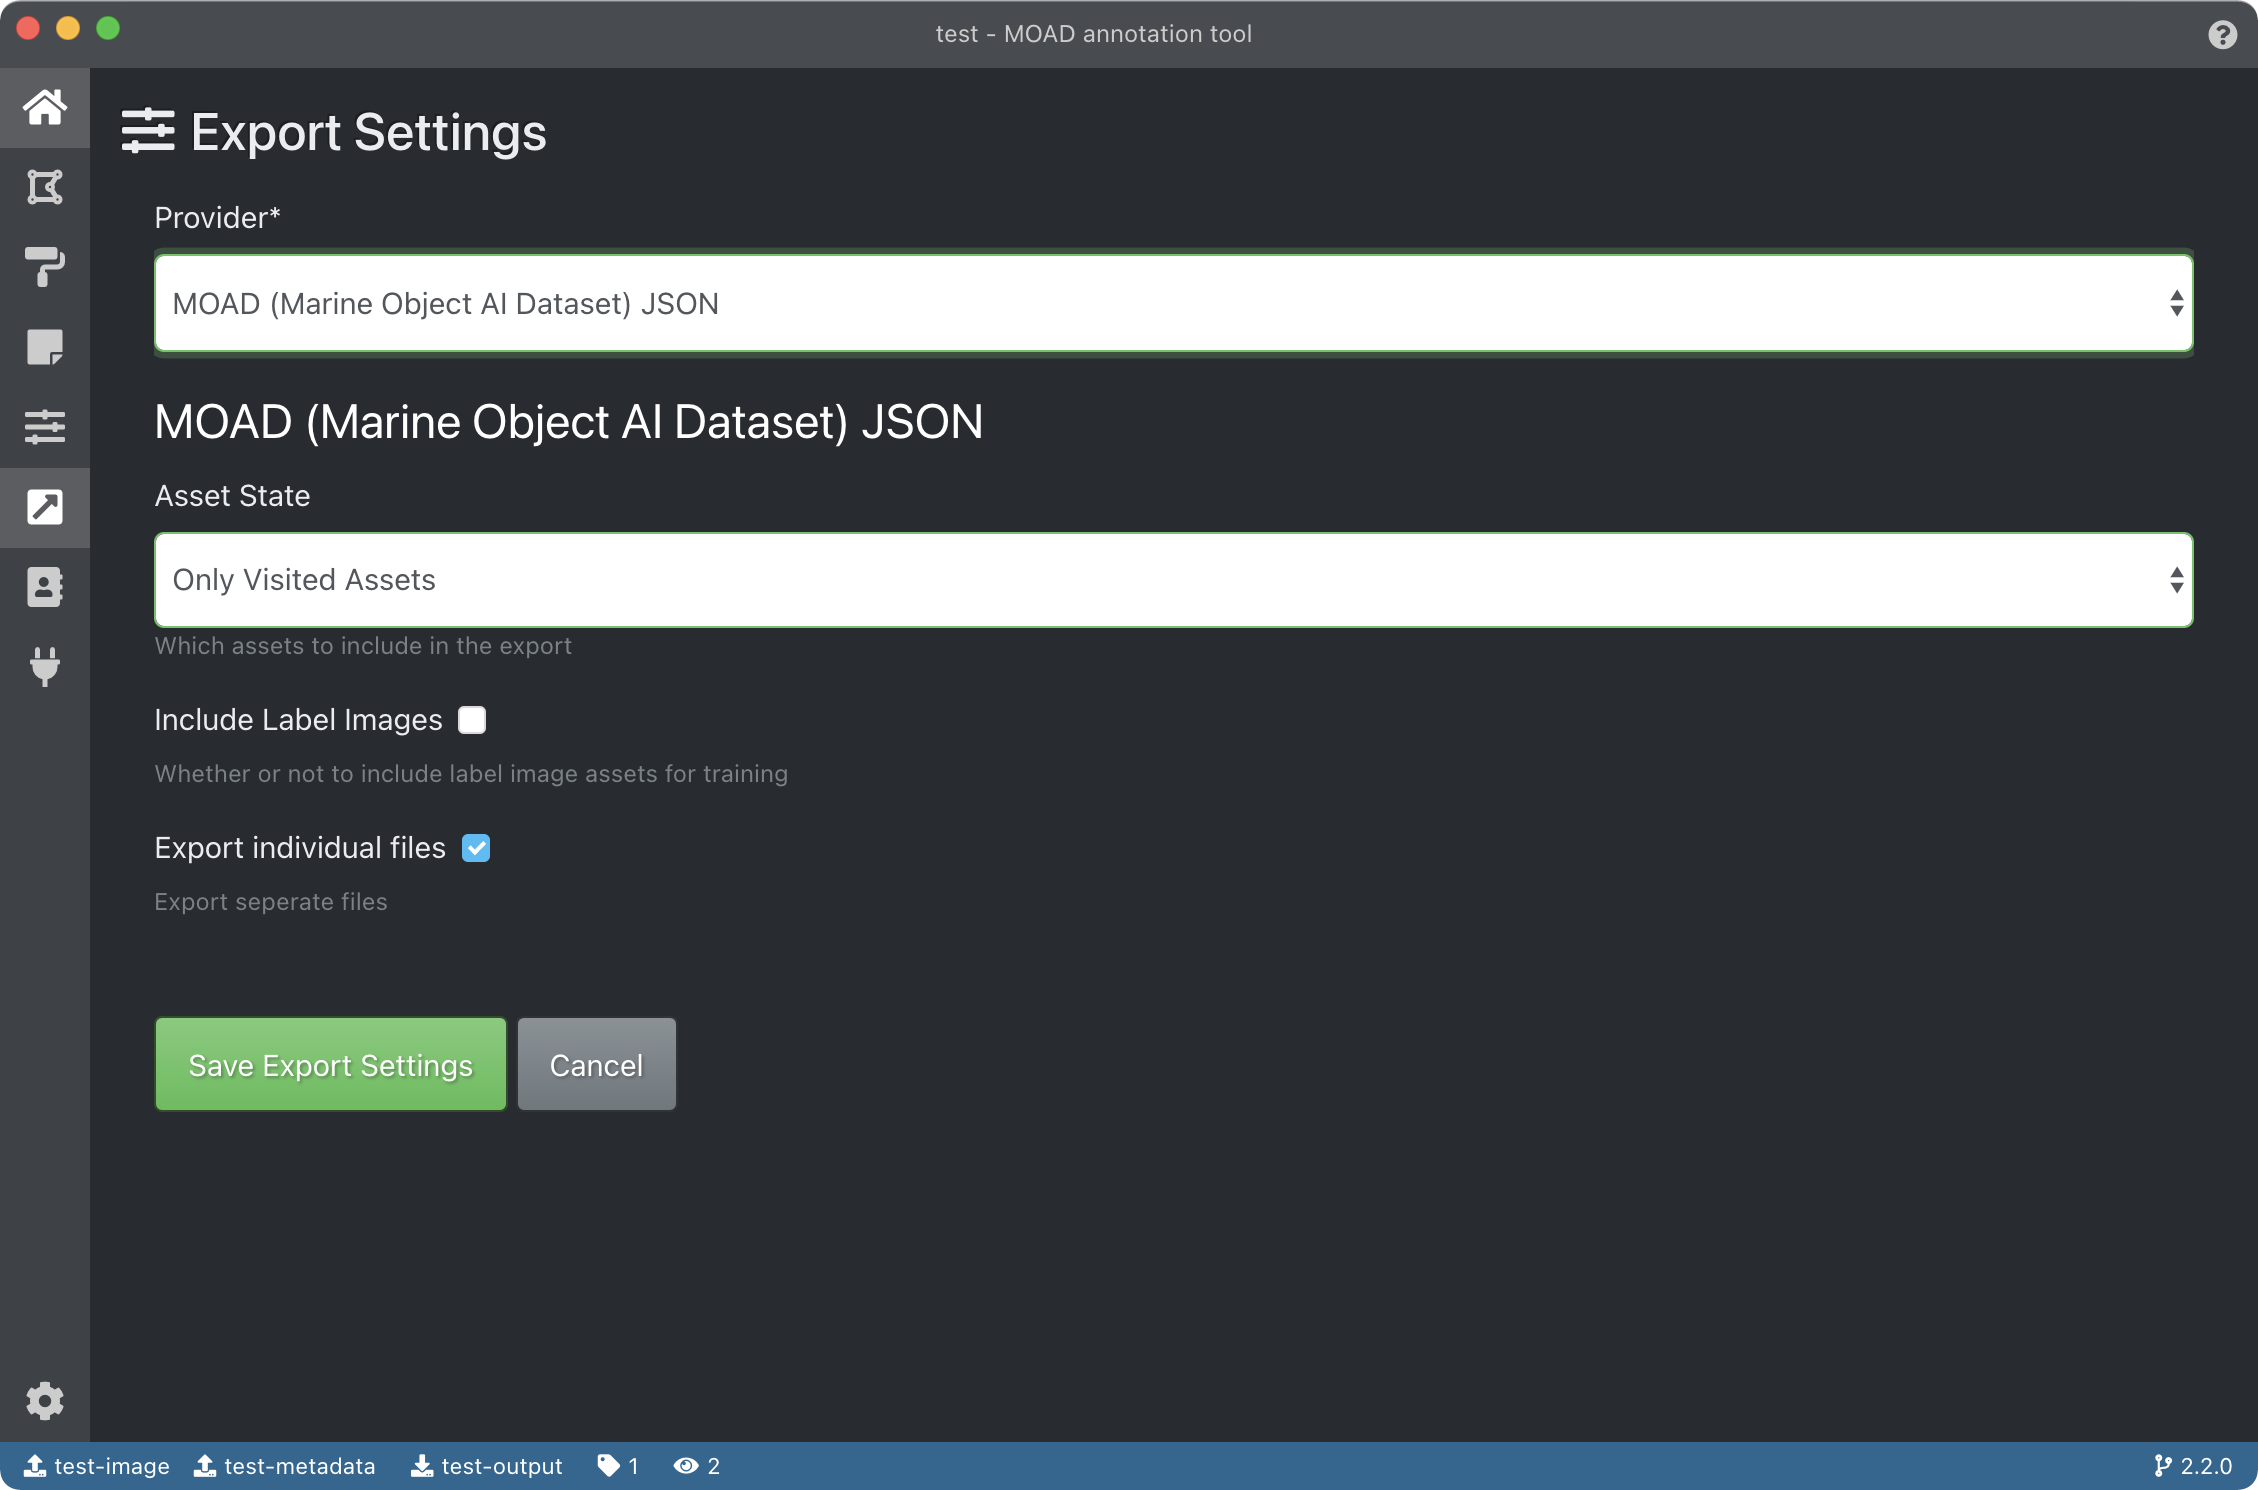 test - MOAD annotation tool
Export Settings
Provider*
MOAD (Marine Object AI Dataset) JSON
MOAD (Marine Object AI Dataset) JSON
Asset State
Only Visited Assets
Which assets to include in the export
Include Label Images
Whether or not to include label image assets for training
Export individual files
Export seperate files
Save Export Settings Cancel
test-image test-metadata test-output 1 2 2.2.0